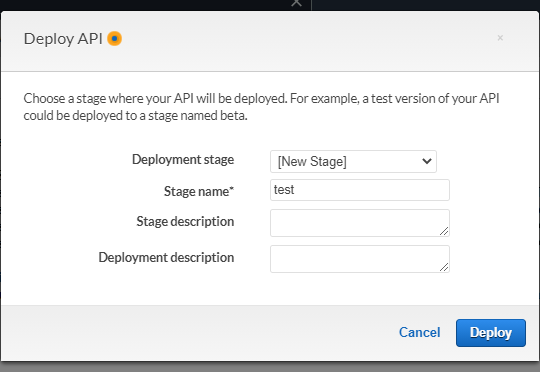 Deploy API
Choose a stage where your API will be deployed. For example, a test version of your API
could be deployed to a stage named beta.
Deployment stage [New Stage]
Stage name* test
Stage description
Deployment description
Cancel Deploy